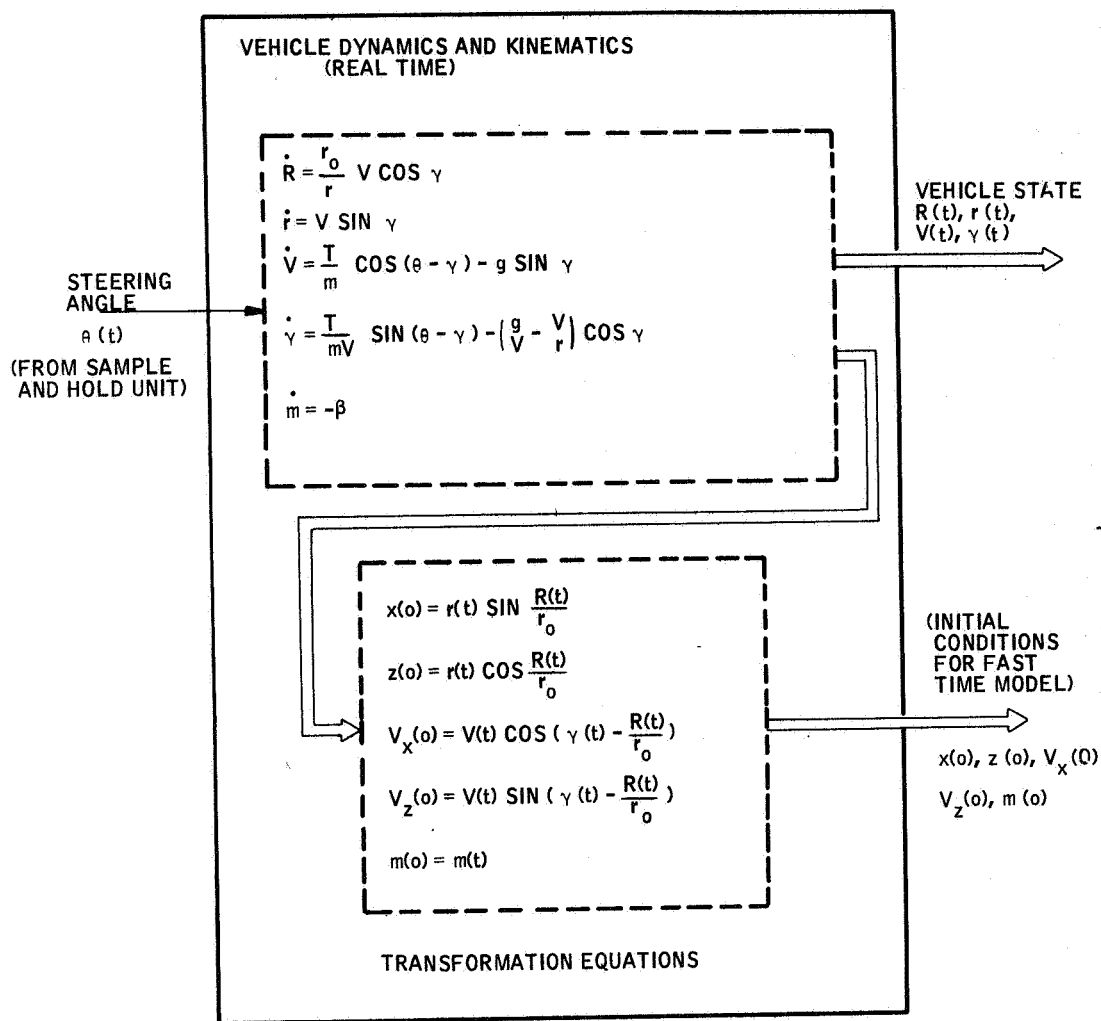 VEHICLE DYNAMICS AND KINEMATICS
(REAL TIME)
Ṙ = r_o/r V COS γ
ṙ = V SIN γ
V̇ = T/m COS (θ - γ) - g SIN γ
γ̇ = T/mV SIN (θ - γ) - (g/V - V/r) COS γ
ṁ = -β
STEERING
ANGLE
θ (t)
(FROM SAMPLE
AND HOLD UNIT)
VEHICLE STATE
R(t), r(t),
V(t), γ(t)
x(o) = r(t) SIN R(t)/r_o
z(o) = r(t) COS R(t)/r_o
V_x(o) = V(t) COS ( γ(t) - R(t)/r_o )
V_z(o) = V(t) SIN ( γ(t) - R(t)/r_o )
m(o) = m(t)
(INITIAL
CONDITIONS
FOR FAST
TIME MODEL)
x(o), z(o), V_x(0)
V_z(o), m(o)
TRANSFORMATION EQUATIONS